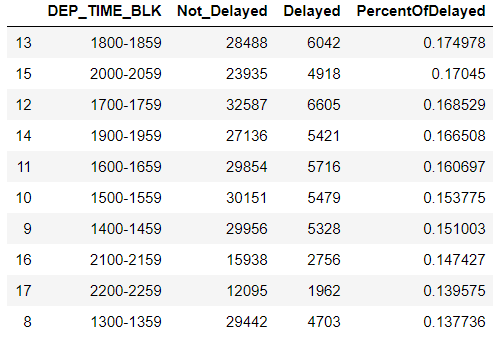 DEP_TIME_BLK Not_Delayed Delayed PercentOfDelayed
13 1800-1859 28488 6042 0.174978
15 2000-2059 23935 4918 0.17045
12 1700-1759 32587 6605 0.168529
14 1900-1959 27136 5421 0.166508
11 1600-1659 29854 5716 0.160697
10 1500-1559 30151 5479 0.153775
9 1400-1459 29956 5328 0.151003
16 2100-2159 15938 2756 0.147427
17 2200-2259 12095 1962 0.139575
8 1300-1359 29442 4703 0.137736